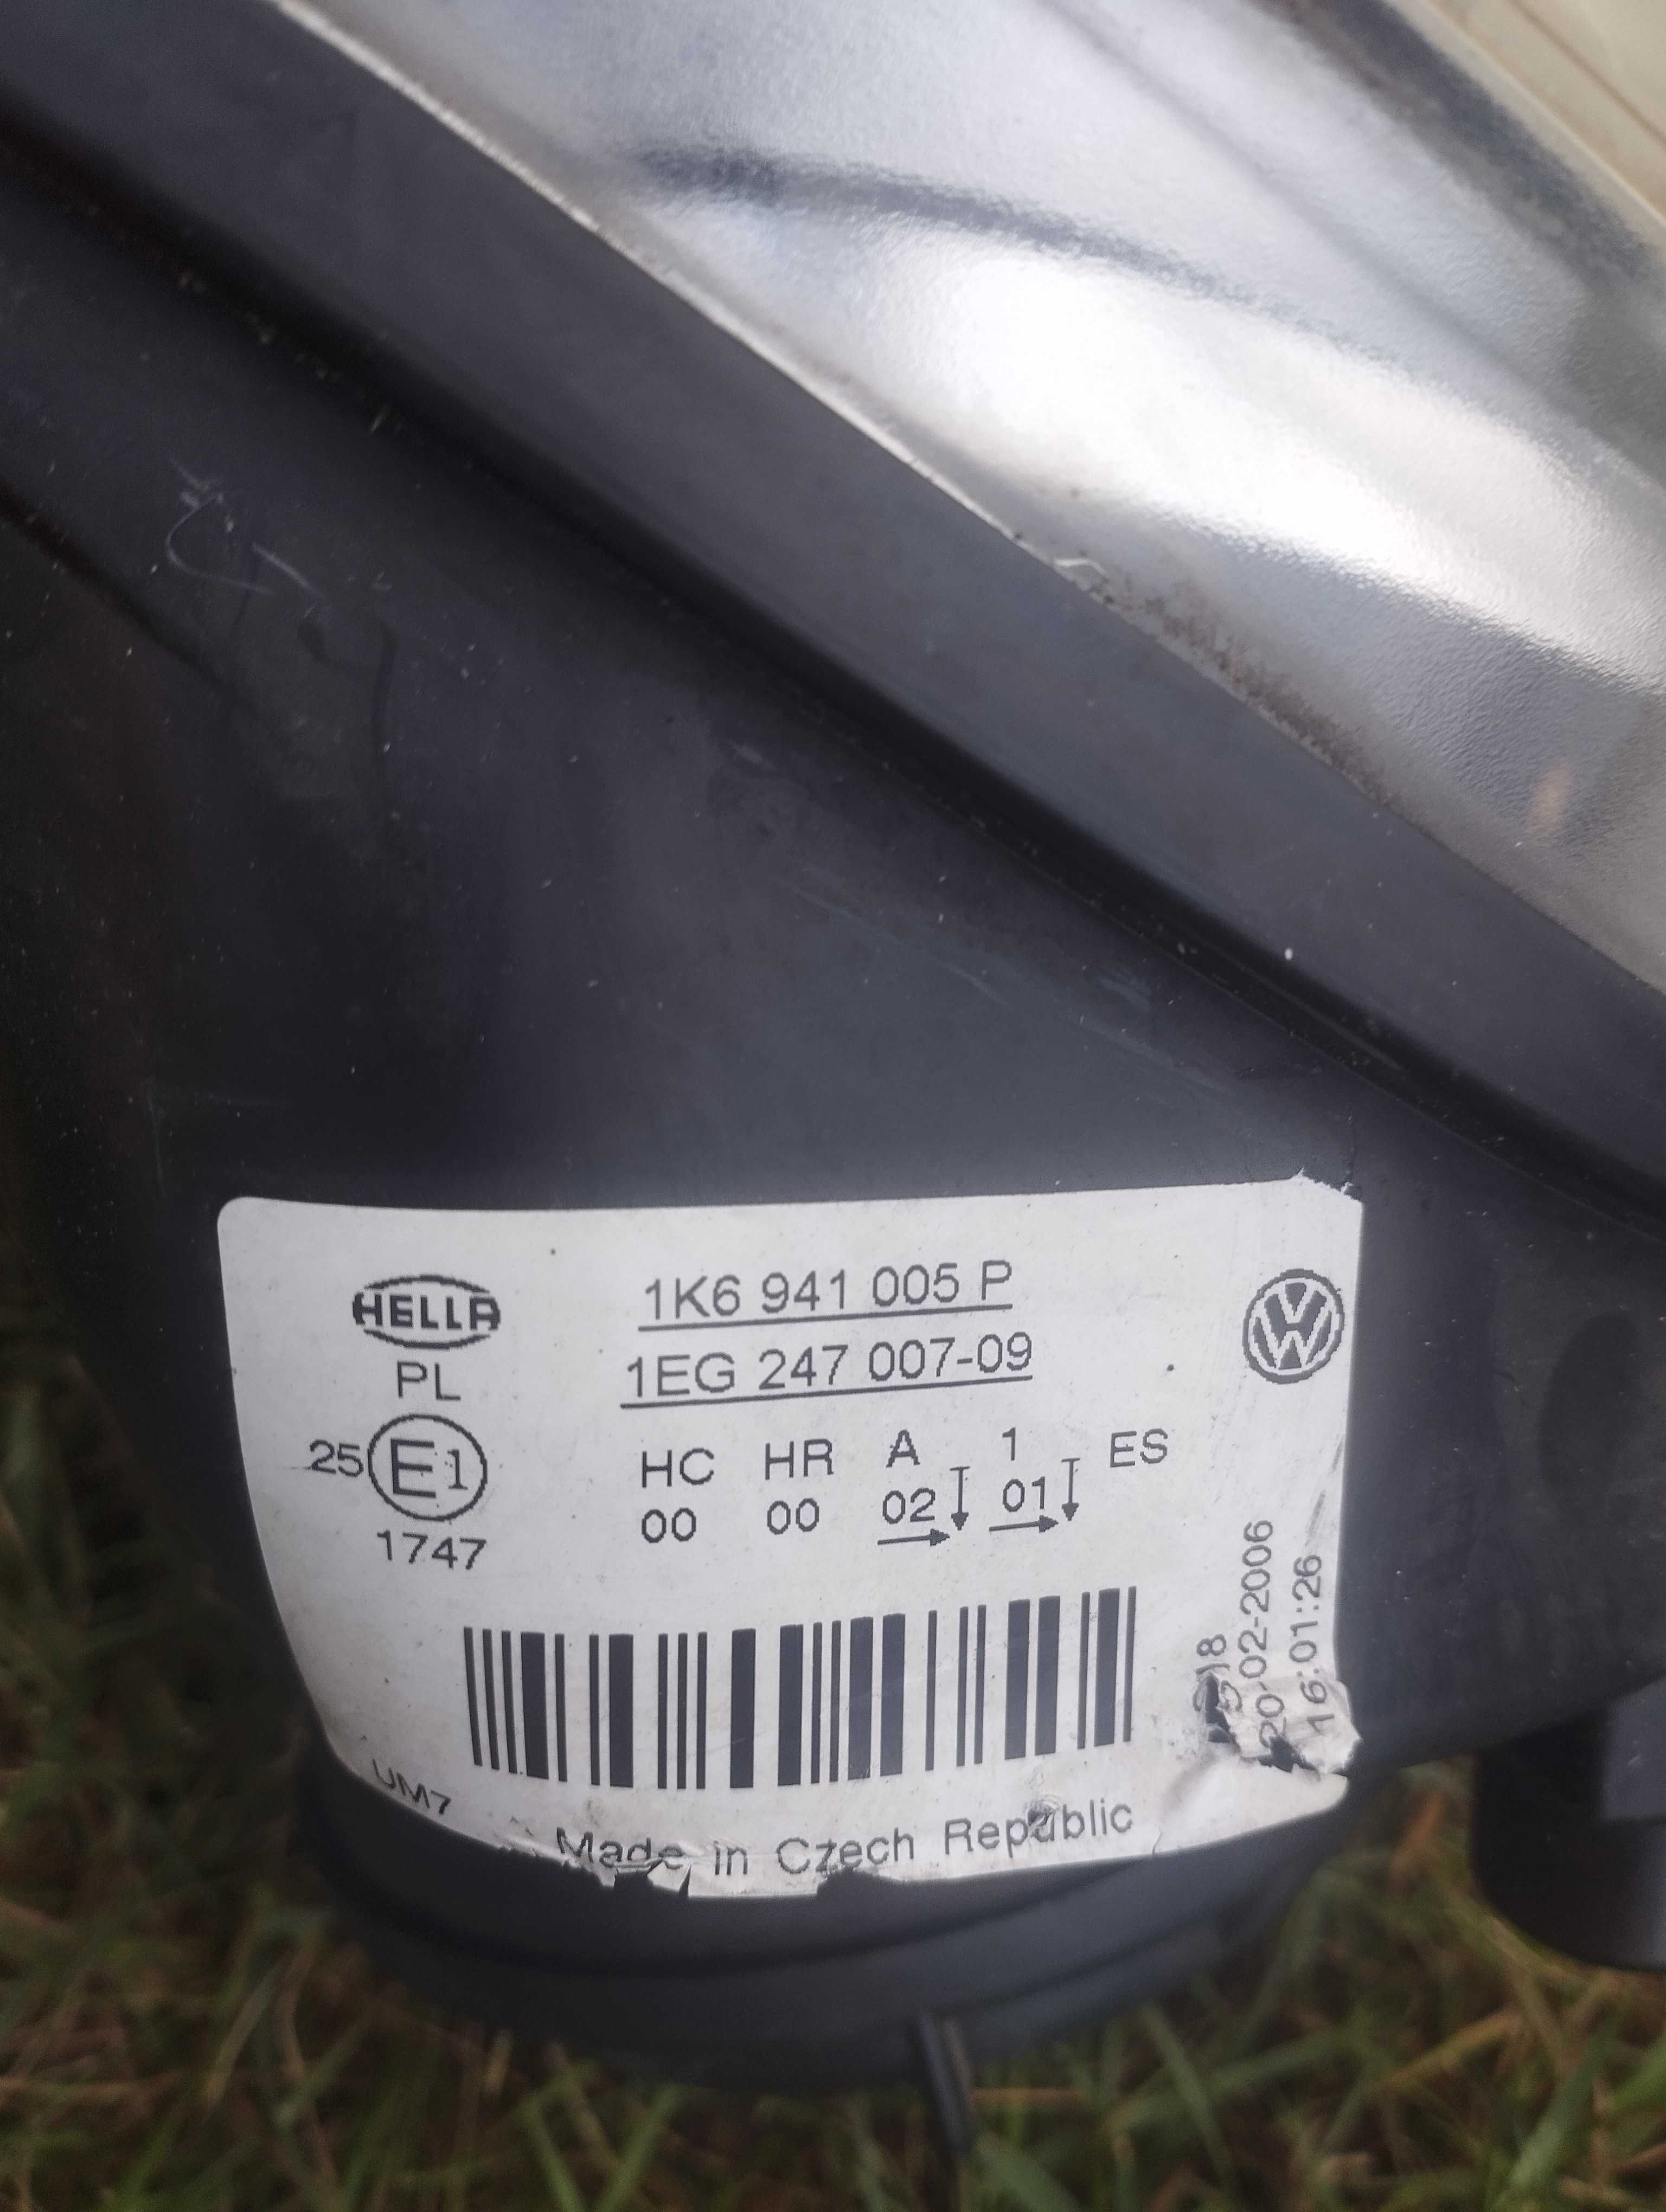 HELLA
1K6 941 005 P
PL
1EG 247 007-09
25 E1
HC HR A 1 ES
00 00 02 01
1747
20-02-2006
16:01:26
UM7
Made in Czech Republic